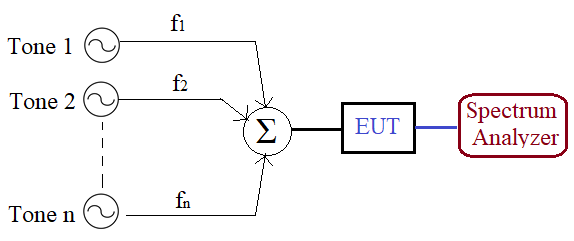 Tone 1
f1
Tone 2
f2
Σ
EUT
Spectrum
Analyzer
Tone n
fn